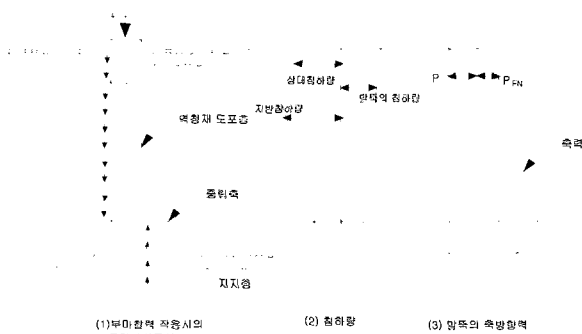 상대침하량
P
P FN
말뚝의 침하량
지반침하량
역청재 도포층
축력
중립축
지지층
(1)부마찰력 작용시의
(2) 침하량
(3) 말뚝의 축방향력